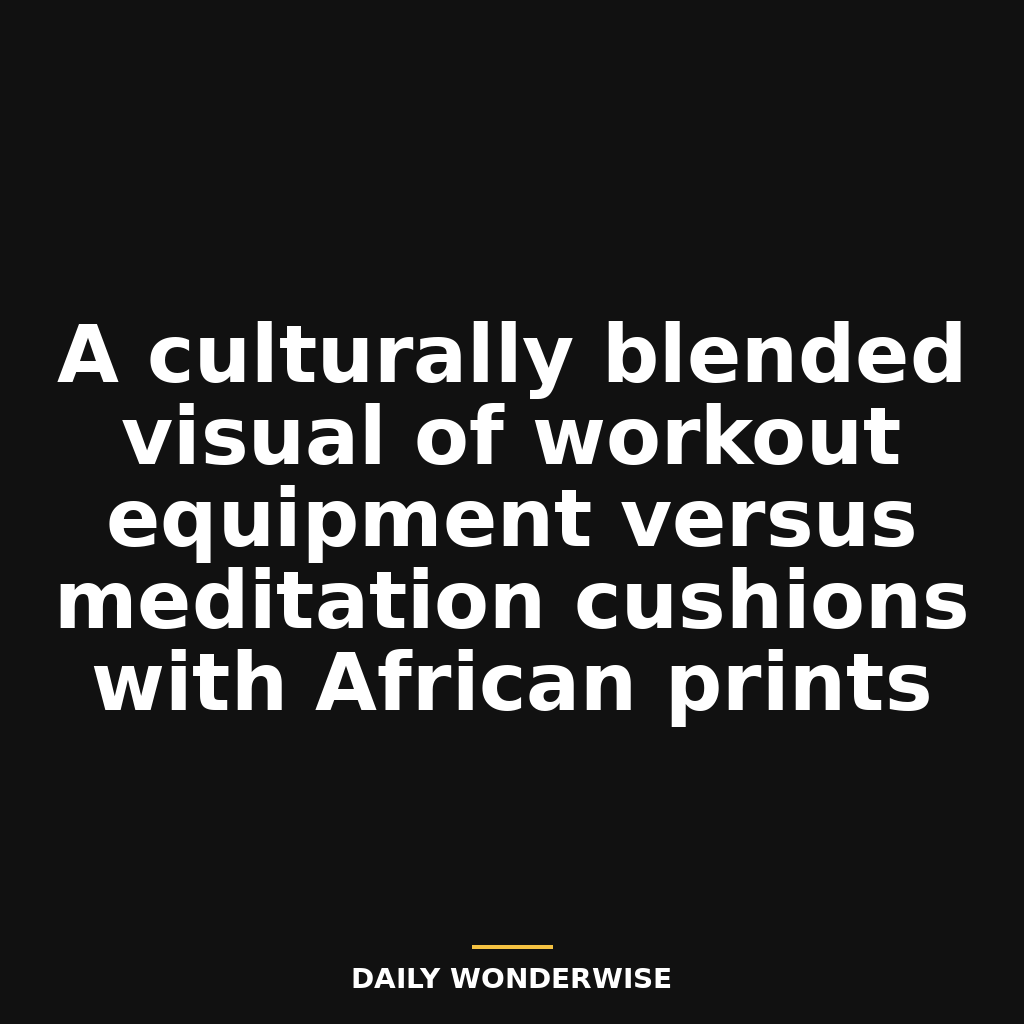 A culturally blended
visual of workout
equipment versus
meditation cushions
with African prints
DAILY WONDERWISE